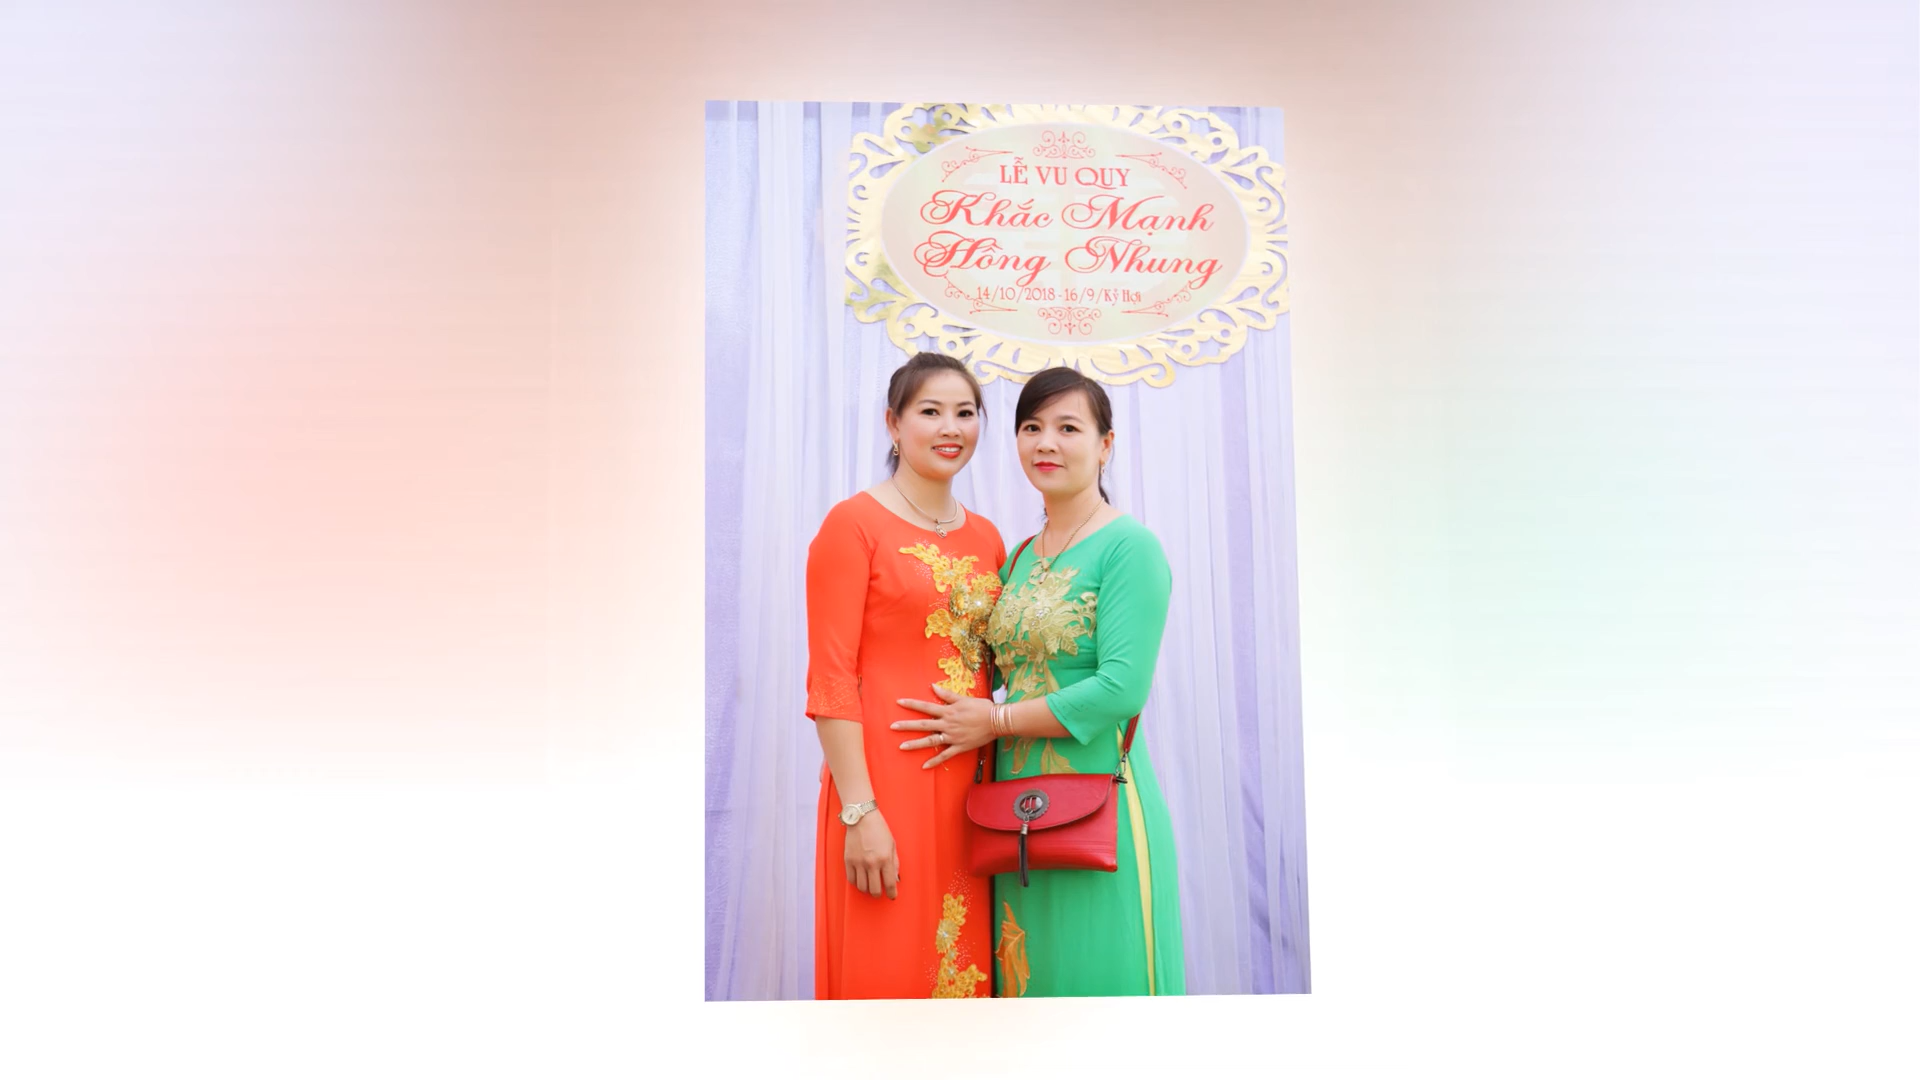 LỄ VU QUY
Khắc Mạnh
Hồng Nhung
14/10/2018 - 16/9/Kỷ Hợi